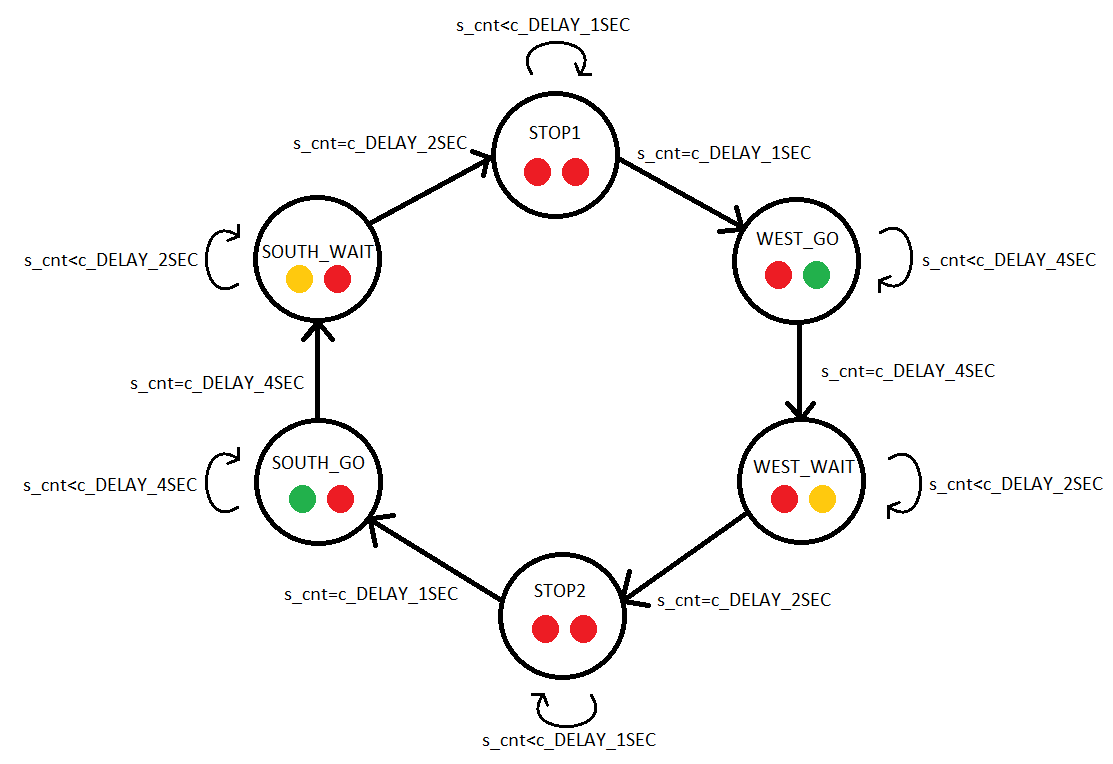 s_cnt<c_DELAY_1SEC
STOP1
s_cnt=c_DELAY_2SEC
s_cnt=c_DELAY_1SEC
SOUTH_WAIT
WEST_GO
s_cnt<c_DELAY_2SEC
s_cnt<c_DELAY_4SEC
s_cnt=c_DELAY_4SEC
s_cnt=c_DELAY_4SEC
SOUTH_GO
WEST_WAIT
s_cnt<c_DELAY_4SEC
s_cnt<c_DELAY_2SEC
STOP2
s_cnt=c_DELAY_1SEC
s_cnt=c_DELAY_2SEC
s_cnt<c_DELAY_1SEC